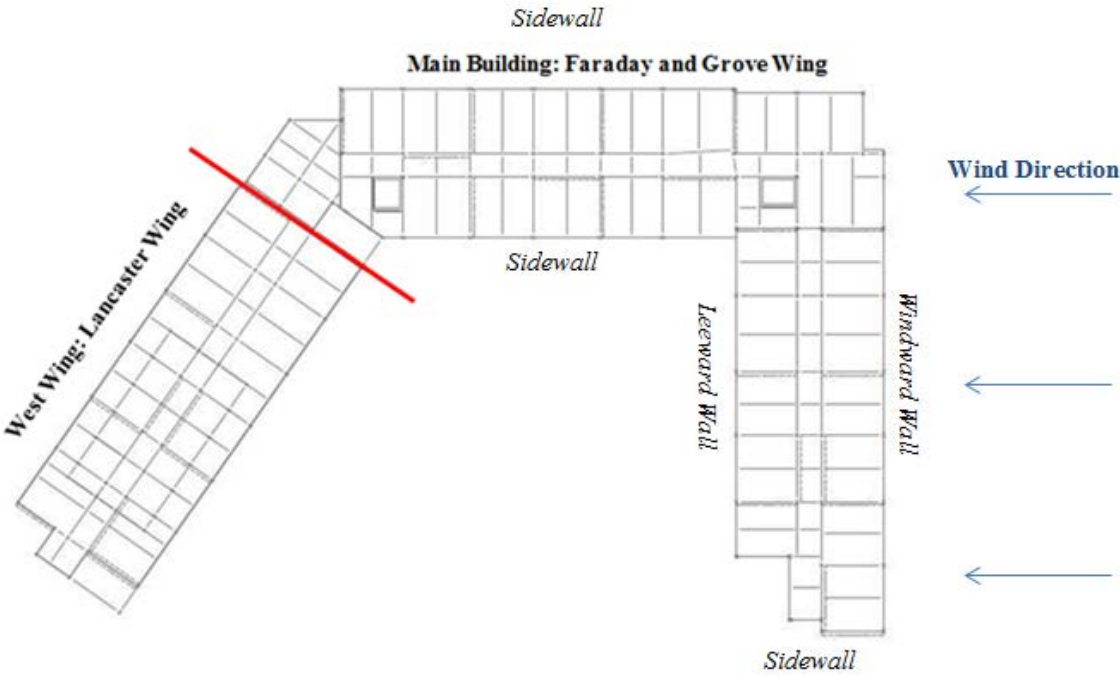 Sidewall
Main Building: Faraday and Grove Wing
Wind Direction
West Wing: Lancaster Wing
Sidewall
Leeward Wall
Windward Wall
Sidewall